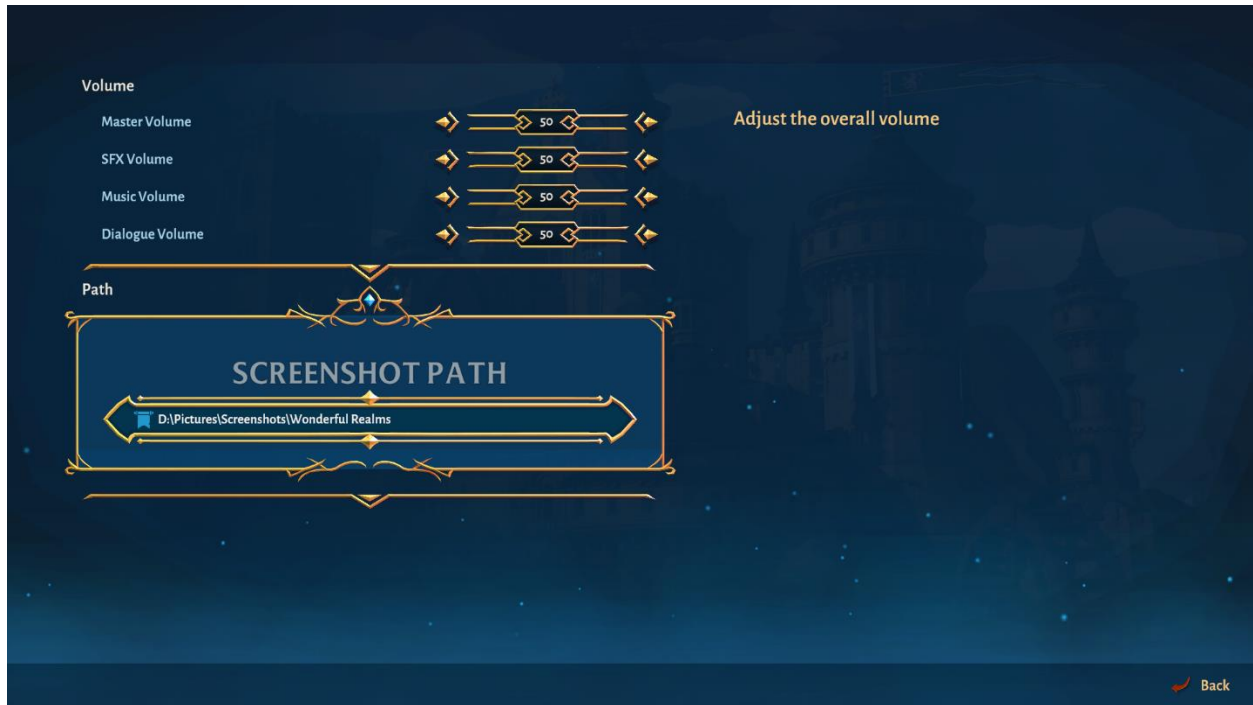 Volume
Master Volume 50 Adjust the overall volume
SFX Volume 50
Music Volume 50
Dialogue Volume 50
Path
SCREENSHOT PATH
D:\Pictures\Screenshots\Wonderful Realms
Back